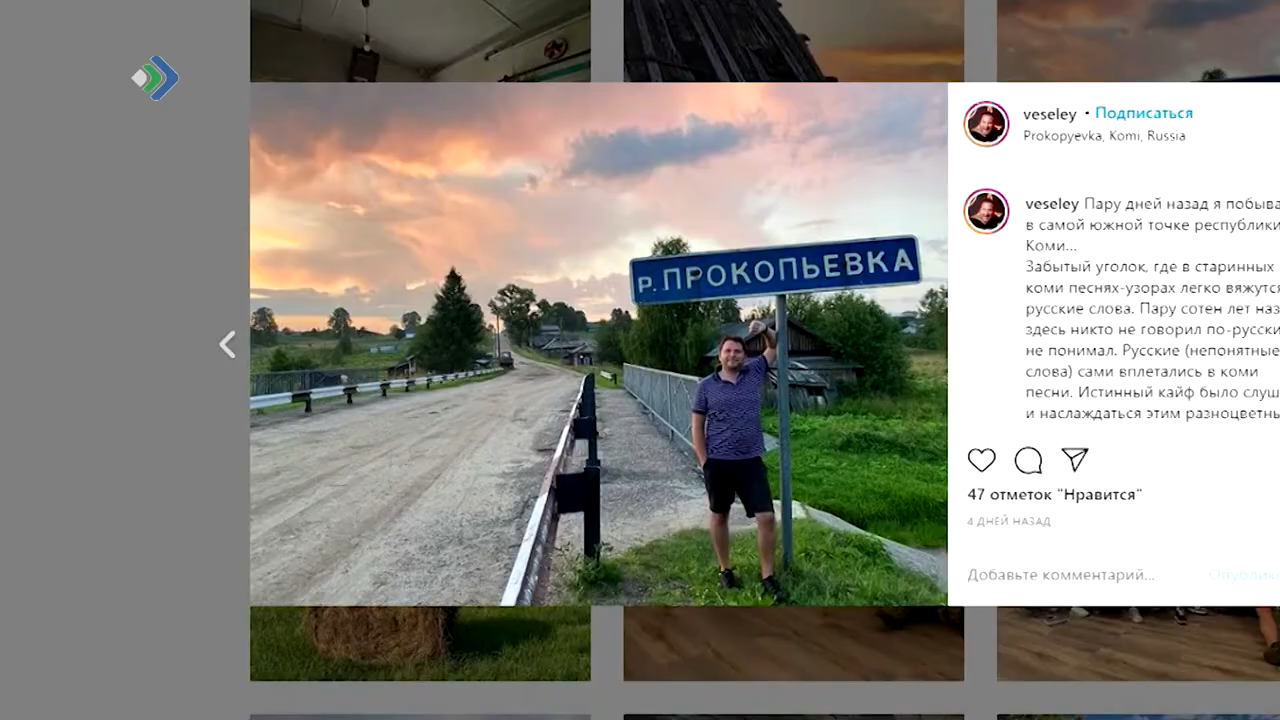 р.ПРОКОПЬЕВКА
veseley • Подписаться
Prokopyevka, Komi, Russia
veseley Пару дней назад я побыва
в самой южной точке республики
Коми...
Забытый уголок, где в старинных
коми песнях-узорах легко вяжутся
русские слова. Пару сотен лет наз
здесь никто не говорил по-русски
не понимал. Русские (непонятные
слова) сами вплетались в коми
песни. Истинный кайф было слуш
и наслаждаться этим разноцветны
47 отметок "Нравится"
4 ДНЕЙ НАЗАД
Добавьте комментарий...